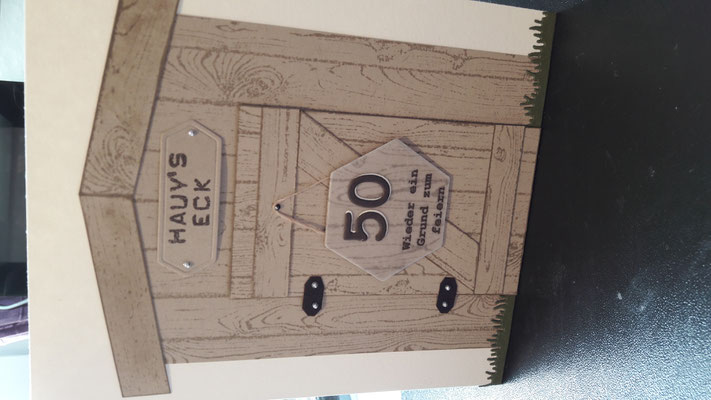 HAUY'S
ECK
50
Wieder ein
Grund zum
feiern